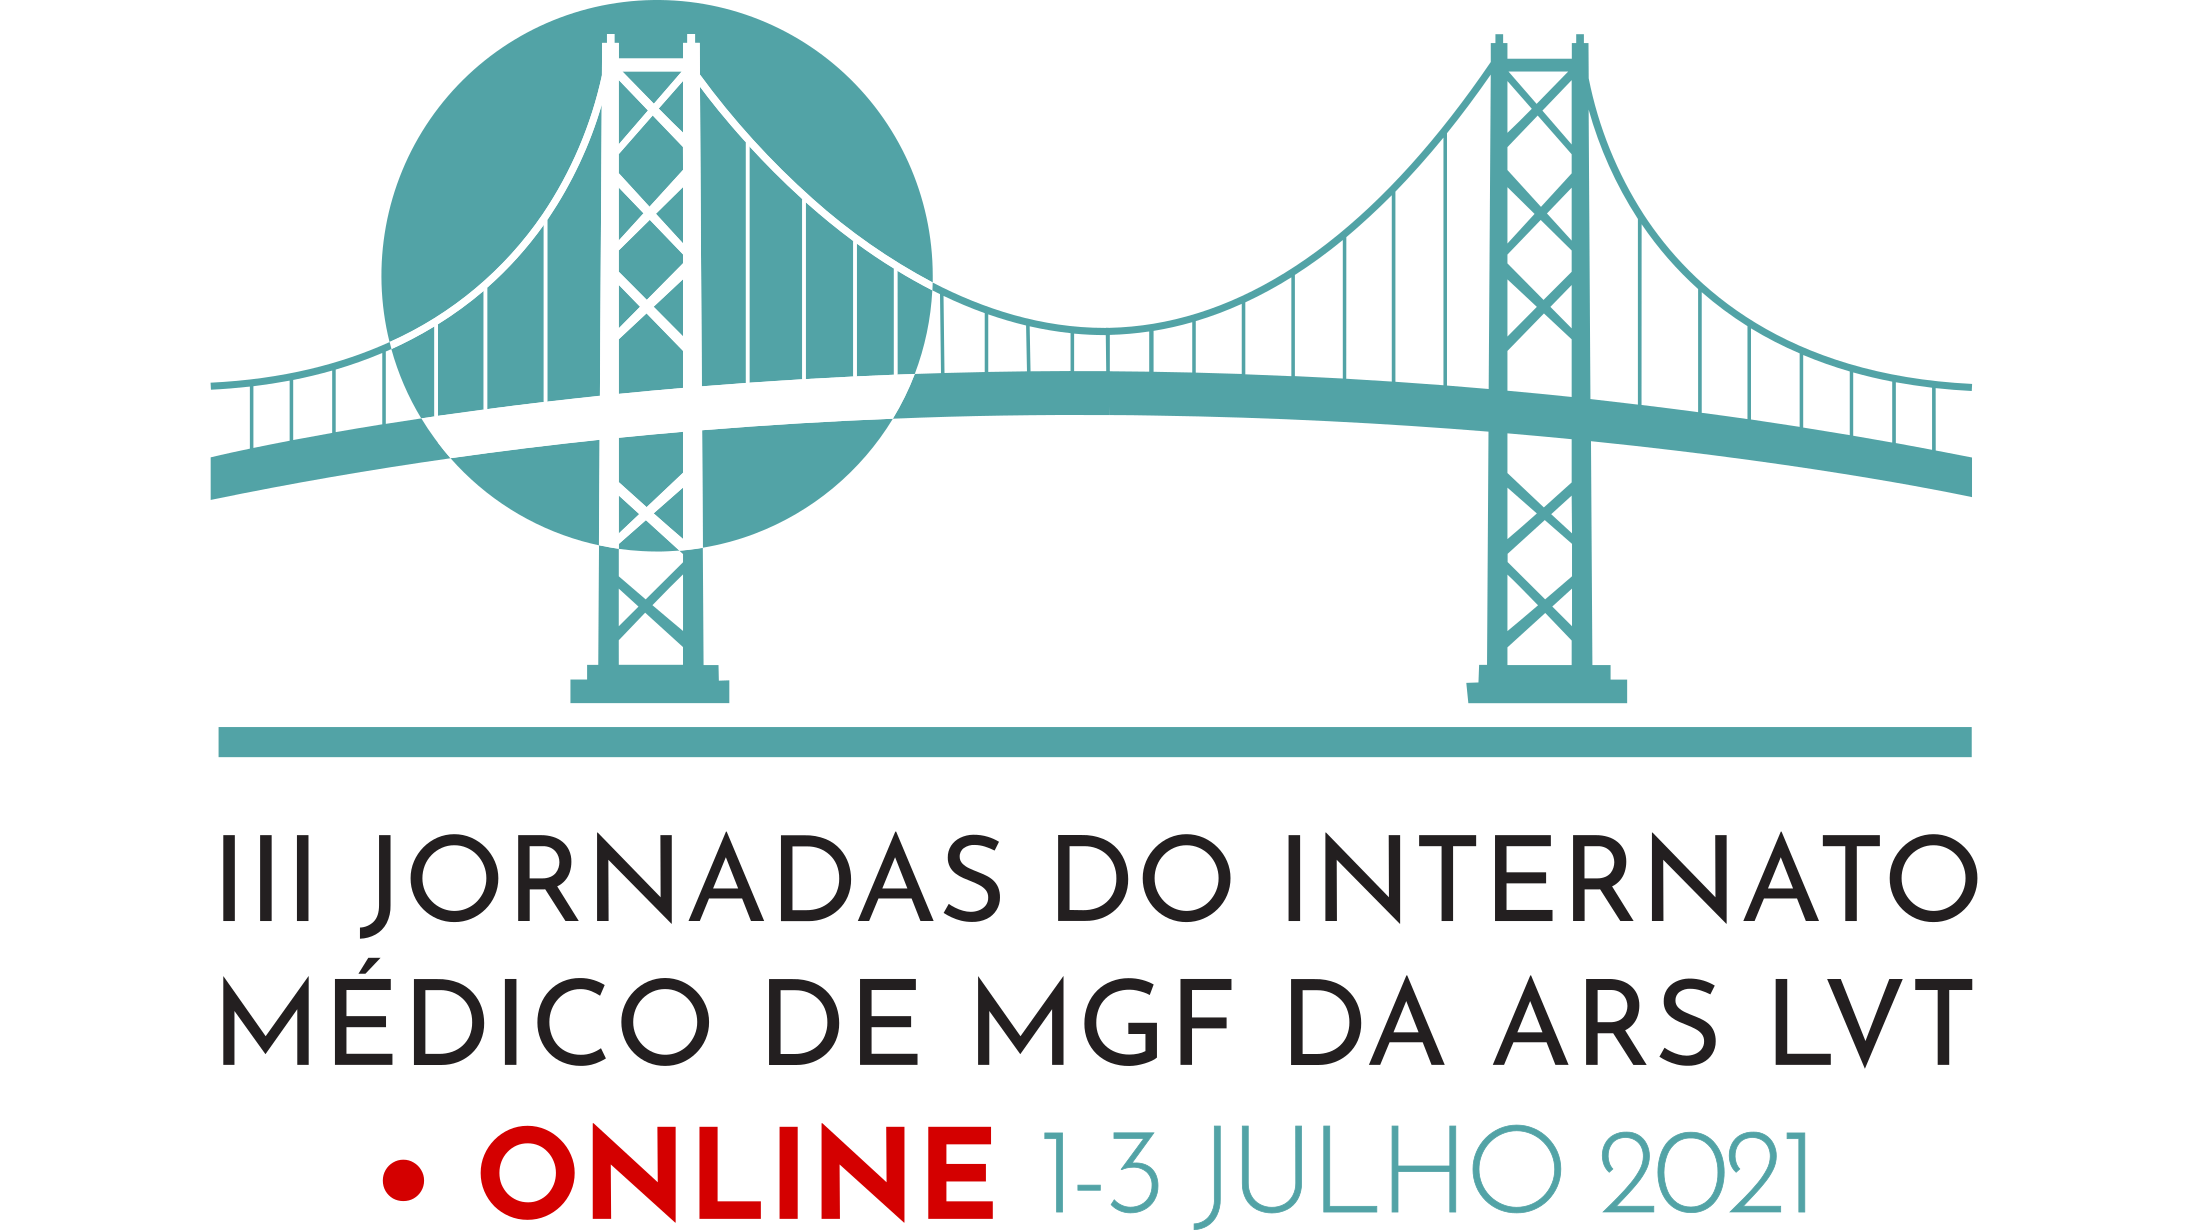 III JORNADAS DO INTERNATO
MÉDICO DE MGF DA ARS LVT
• ONLINE 1-3 JULHO 2021